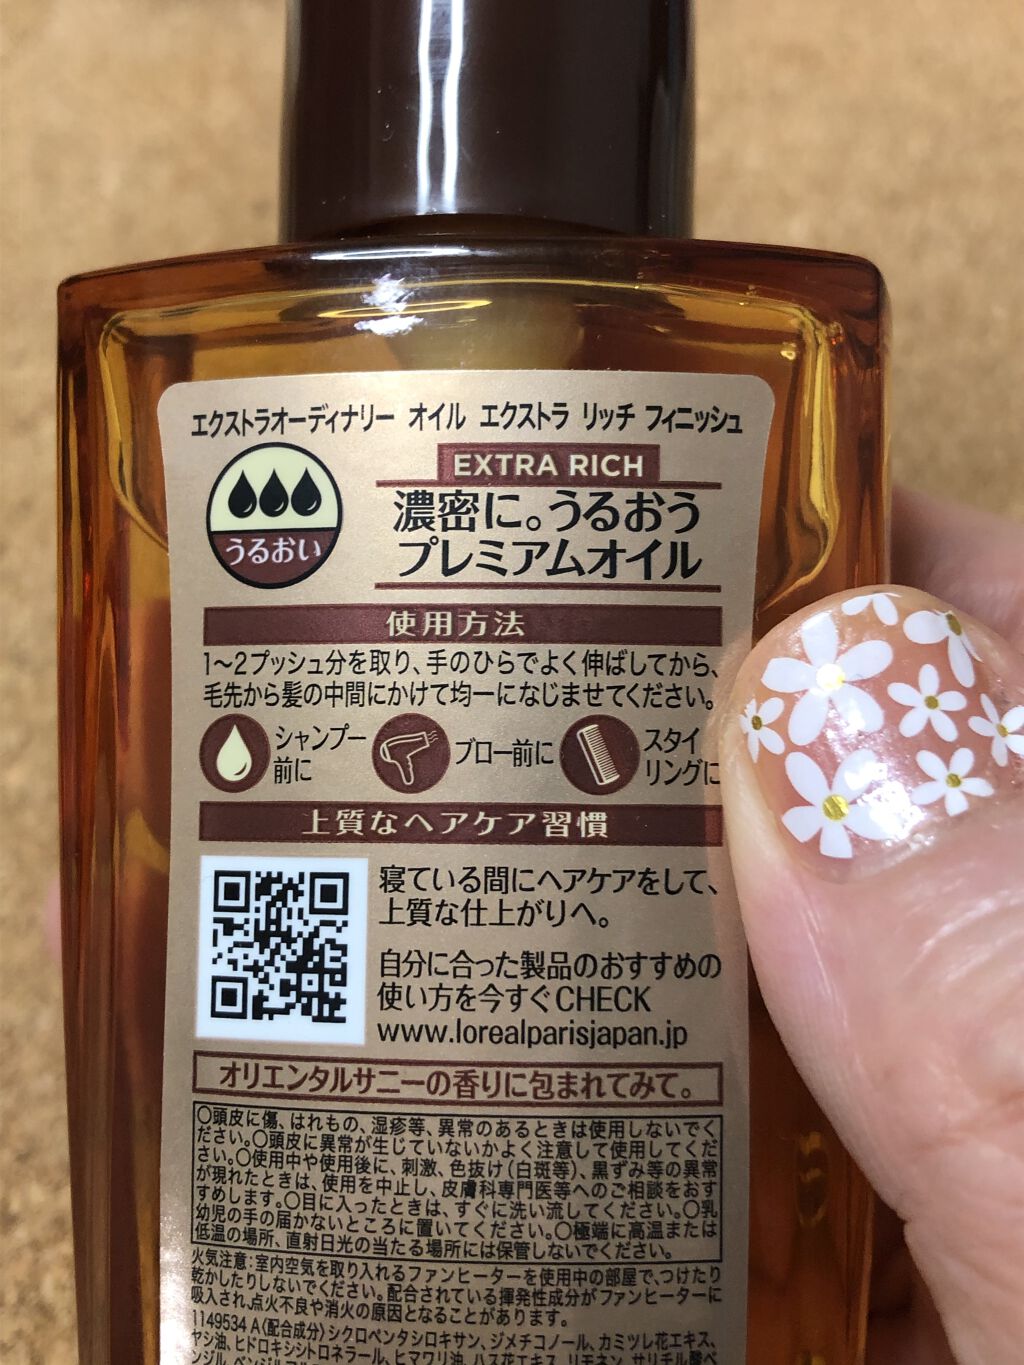 エクストラオーディナリー オイル エクストラ リッチ フィニッシュ
うるおい
EXTRA RICH
濃密に。うるおう
プレミアムオイル
使用方法
1～2プッシュ分を取り、手のひらでよく伸ばしてから、
毛先から髪の中間にかけて均一になじませてください。
シャンプー
前に
ブロー前に
スタイ
リングに
上質なヘアケア習慣
寝ている間にヘアケアをして、
上質な仕上がりへ。
自分に合った製品のおすすめの
使い方を今すぐCHECK
www.lorealparisjapan.jp
オリエンタルサニーの香りに包まれてみて。
○頭皮に傷、はれもの、湿疹等、異常のあるときは使用しないでく
ださい。○頭皮に異常が生じていないかよく注意して使用してくだ
さい。○使用中や使用後に、刺激、色抜け(白斑等)、黒ずみ等の異常
が現れたときは、使用を中止し、皮膚科専門医等へのご相談をおす
すめします。○目に入ったときは、すぐに洗い流してください。○乳
幼児の手の届かないところに置いてください。○極端に高温または
低温の場所、直射日光の当たる場所には保管しないでください。
火気注意:室内空気を取り入れるファンヒーターを使用中の部屋で、つけたり
乾かしたりしないでください。配合されている揮発性成分がファンヒーターに
吸入され、点火不良や消火の原因となることがあります。
1149534 A〈配合成分〉シクロペンタシロキサン、ジメチコノール、カミツレ花エキス、
ヤシ油、ヒドロキシシトロネラール、ヒマワリ油、ハス花エキス、リモネン、サリチル酸ベ